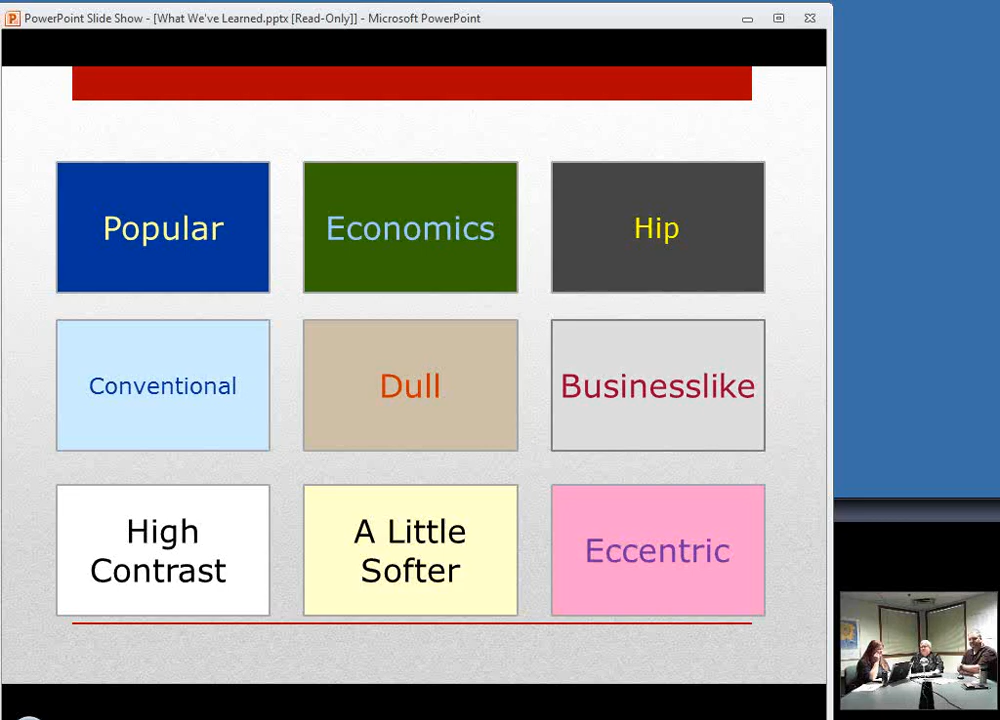 PowerPoint Slide Show - [What We've Learned.pptx [Read-Only]] - Microsoft PowerPoint
Popular
Economics
Hip
Conventional
Dull
Businesslike
High
Contrast
A Little
Softer
Eccentric